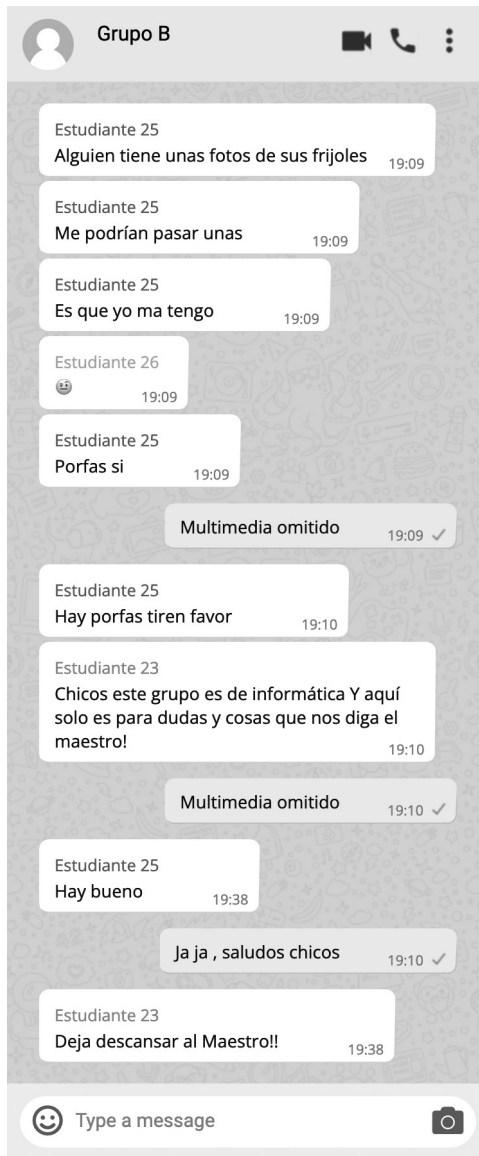 Grupo B
Estudiante 25
Alguien tiene unas fotos de sus frijoles 19:09
Estudiante 25
Me podrían pasar unas 19:09
Estudiante 25
Es que yo ma tengo 19:09
Estudiante 26
19:09
Estudiante 25
Porfas si 19:09
Multimedia omitido 19:09
Estudiante 25
Hay porfas tiren favor 19:10
Estudiante 23
Chicos este grupo es de informática Y aquí
solo es para dudas y cosas que nos diga el
maestro! 19:10
Multimedia omitido 19:10
Estudiante 25
Hay bueno 19:38
Ja ja , saludos chicos 19:10
Estudiante 23
Deja descansar al Maestro!! 19:38
Type a message